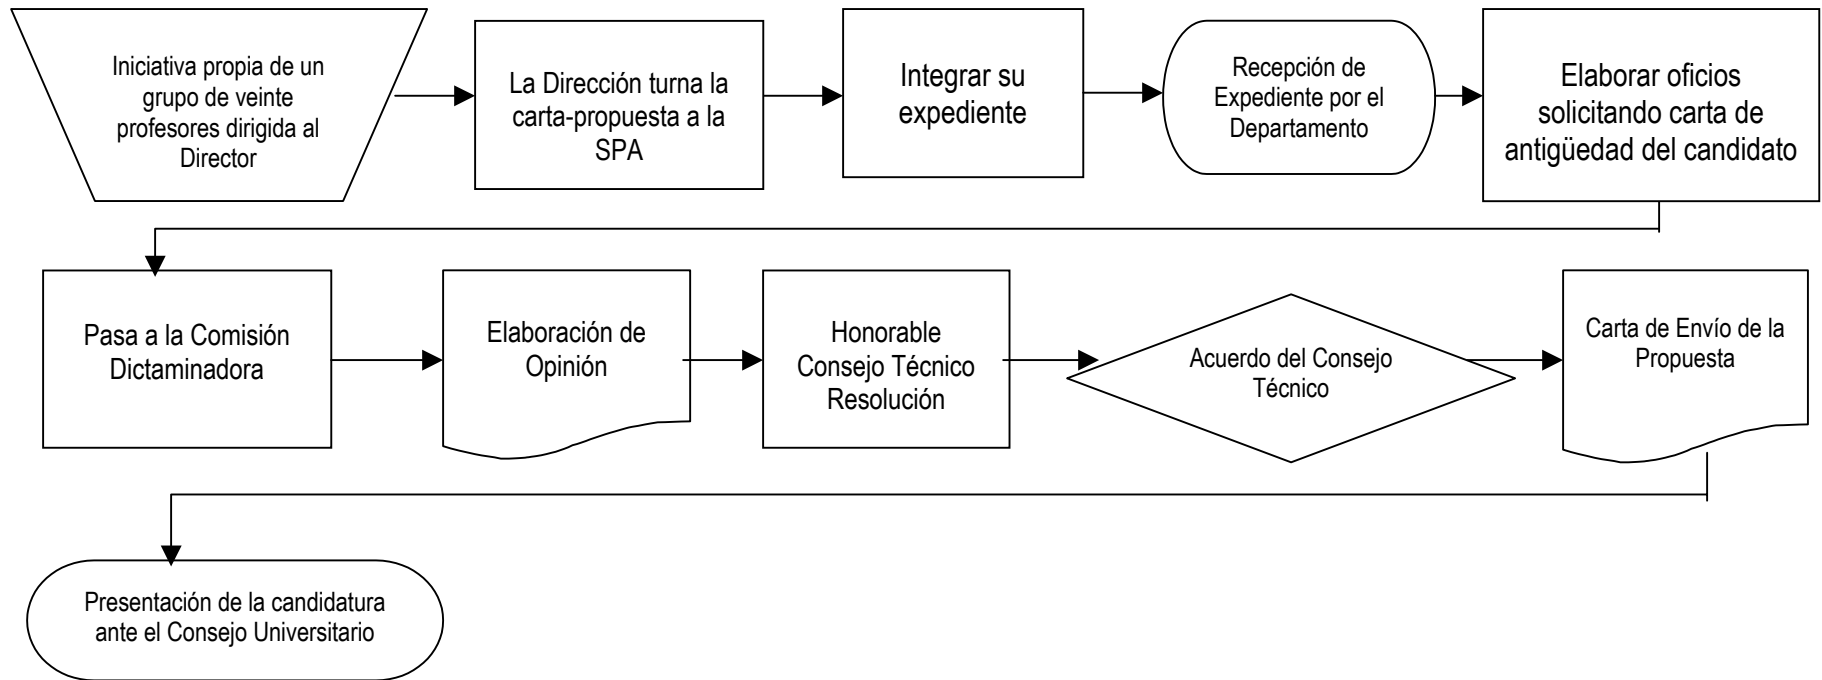 Iniciativa propia de un
grupo de veinte
profesores dirigida al
Director
La Dirección turna la
carta-propuesta a la
SPA
Integrar su
expediente
Recepción de
Expediente por el
Departamento
Elaborar oficios
solicitando carta de
antigüedad del candidato
Pasa a la Comisión
Dictaminadora
Elaboración de
Opinión
Honorable
Consejo Técnico
Resolución
Acuerdo del Consejo
Técnico
Carta de Envío de la
Propuesta
Presentación de la candidatura
ante el Consejo Universitario